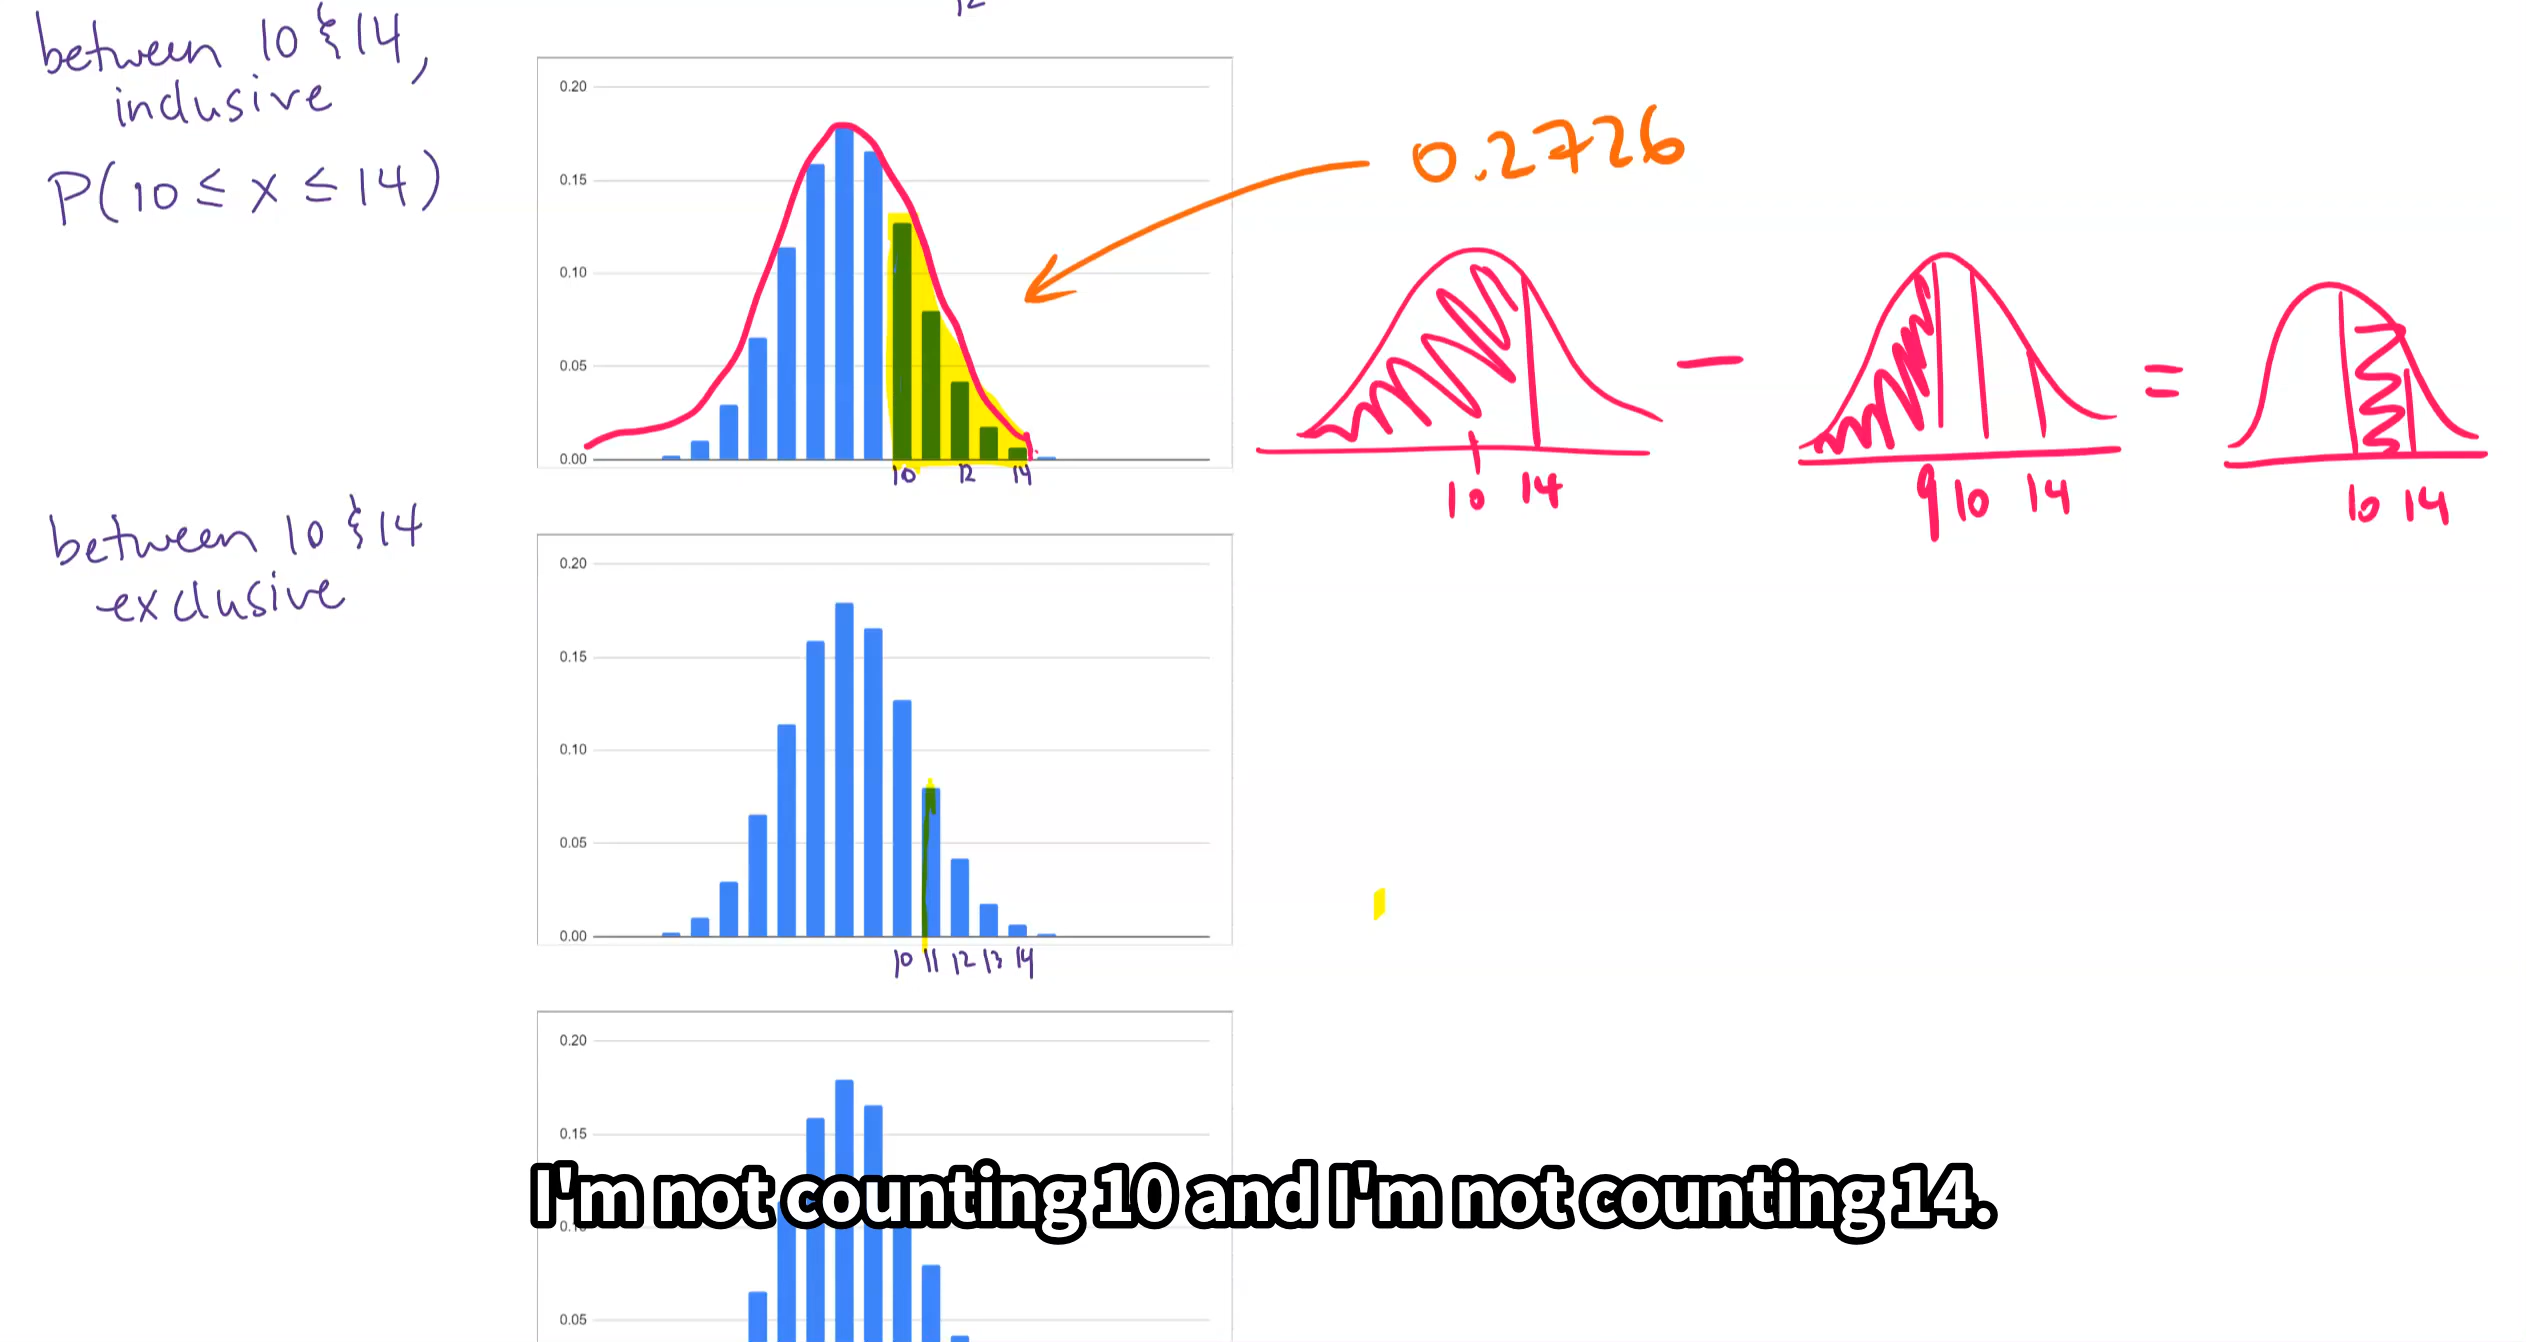 between 10 & 14,
inclusive
P(10 ≤ x ≤ 14)
12
0.20
0.15
0.10
0.05
0.00
10 12 14
0.2726
10 14
−
9 10 14
=
10 14
between 10 & 14
exclusive
0.20
0.15
0.10
0.05
0.00
10 11 12 13 14
0.20
0.15
0.05
I'm not counting 10 and I'm not counting 14.